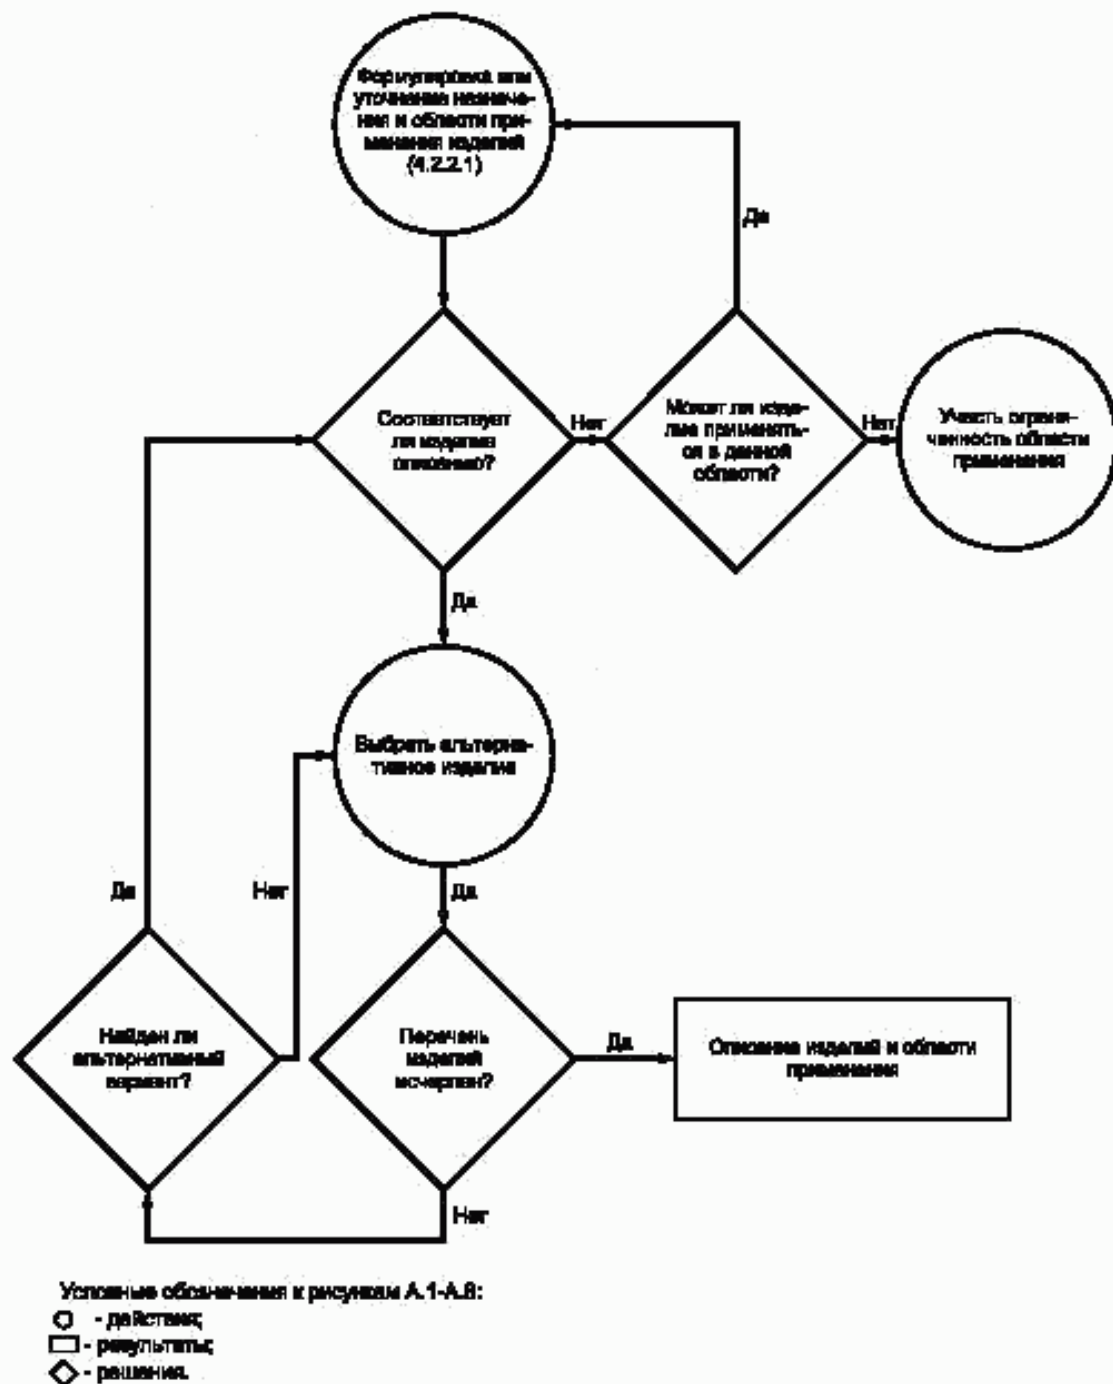 Формулировка или
уточнение назначе-
ния и области при-
менения изделий
(4.2.2.1)
Да
Соответствует
ли изделие
описанию?
Нет
Может ли изде-
лие применять-
ся в данной
области?
Нет
Учесть ограни-
ченность области
применения
Да
Выбрать альтерна-
тивное изделие
Да
Нет
Да
Найден ли
альтернативный
вариант?
Перечень
изделий
исчерпан?
Да
Описание изделий и области
применения
Нет
Условные обозначения к рисункам А.1-А.8:
- действия;
- результаты;
- решения.